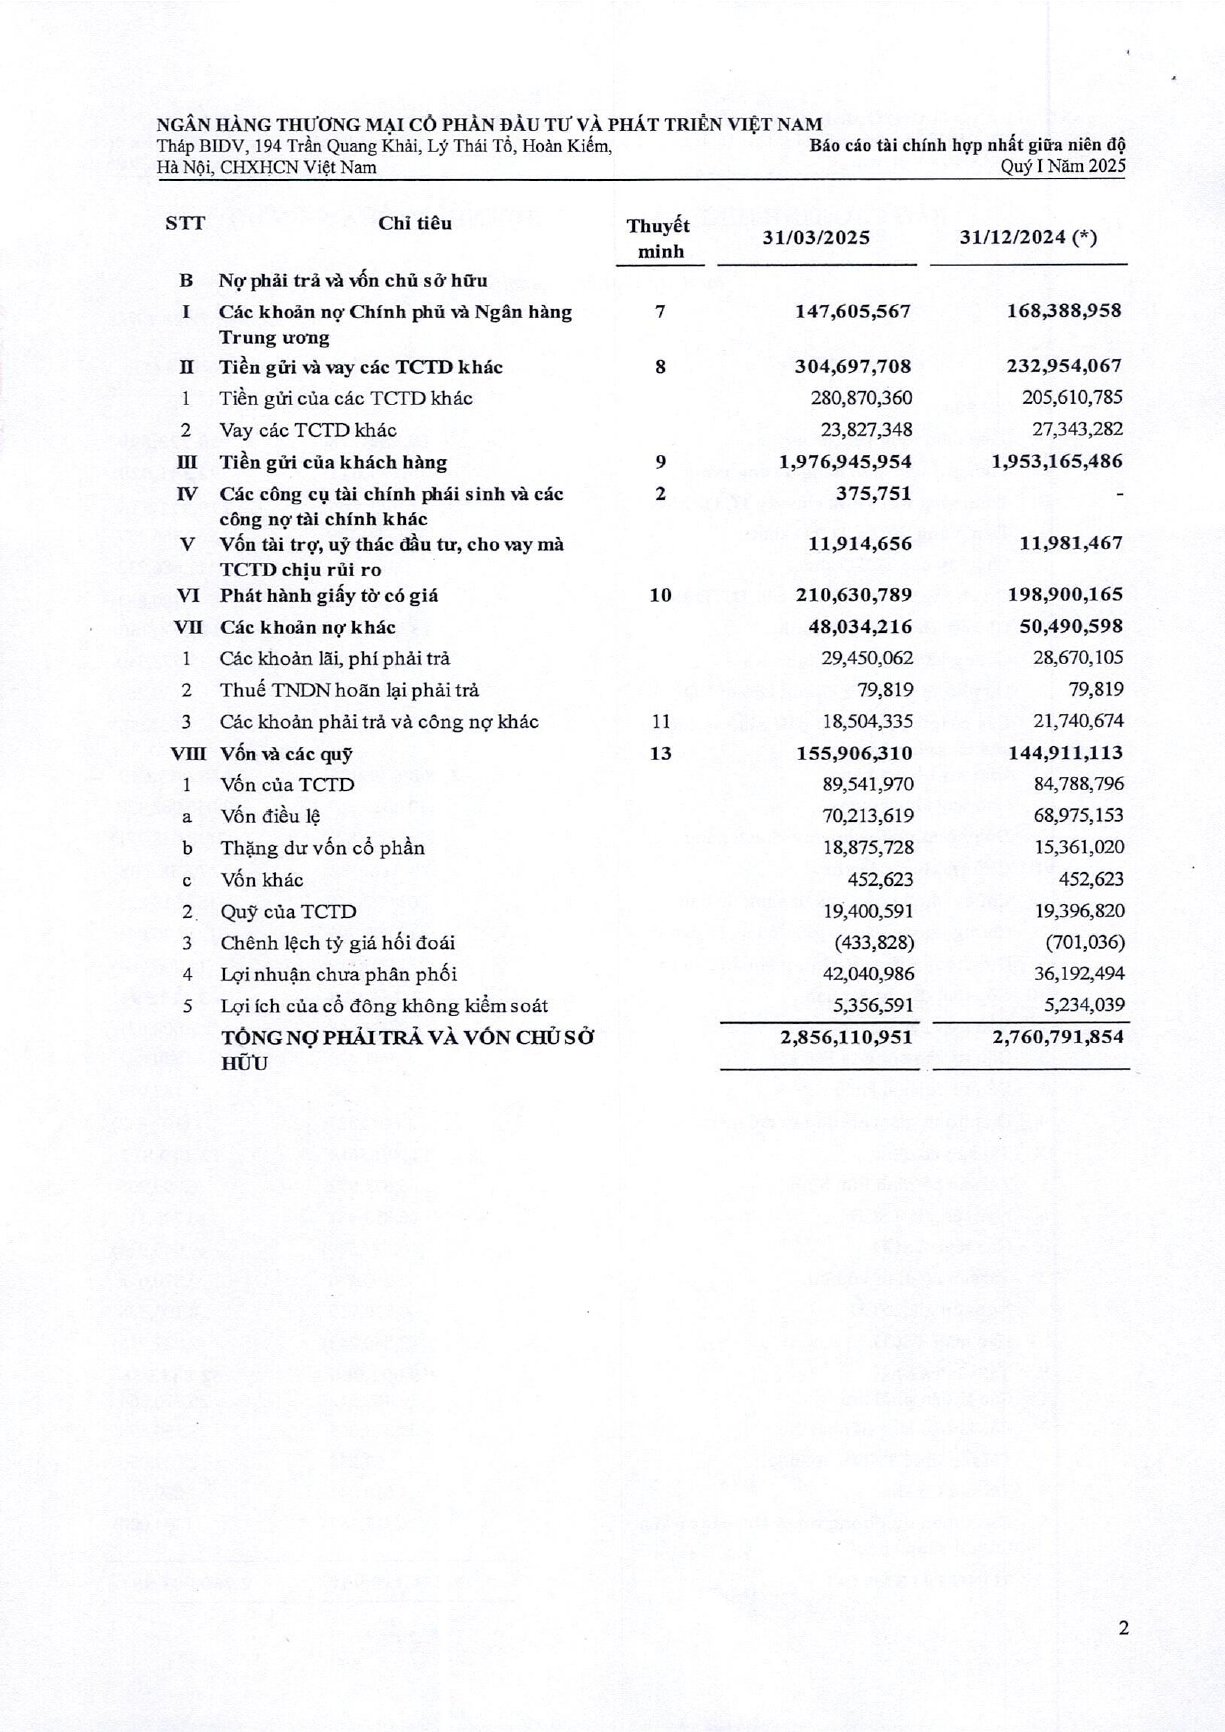 NGÂN HÀNG THƯƠNG MẠI CỔ PHẦN ĐẦU TƯ VÀ PHÁT TRIỂN VIỆT NAM
Tháp BIDV, 194 Trần Quang Khải, Lý Thái Tổ, Hoàn Kiếm, Báo cáo tài chính hợp nhất giữa niên độ
Hà Nội, CHXHCN Việt Nam Quý I Năm 2025
STT Chỉ tiêu Thuyết minh 31/03/2025 31/12/2024 (*)
B Nợ phải trả và vốn chủ sở hữu
I Các khoản nợ Chính phủ và Ngân hàng 7 147,605,567 168,388,958
Trung ương
II Tiền gửi và vay các TCTD khác 8 304,697,708 232,954,067
1 Tiền gửi của các TCTD khác 280,870,360 205,610,785
2 Vay các TCTD khác 23,827,348 27,343,282
III Tiền gửi của khách hàng 9 1,976,945,954 1,953,165,486
IV Các công cụ tài chính phái sinh và các 2 375,751 -
công nợ tài chính khác
V Vốn tài trợ, uỷ thác đầu tư, cho vay mà 11,914,656 11,981,467
TCTD chịu rủi ro
VI Phát hành giấy tờ có giá 10 210,630,789 198,900,165
VII Các khoản nợ khác 48,034,216 50,490,598
1 Các khoản lãi, phí phải trả 29,450,062 28,670,105
2 Thuế TNDN hoãn lại phải trả 79,819 79,819
3 Các khoản phải trả và công nợ khác 11 18,504,335 21,740,674
VIII Vốn và các quỹ 13 155,906,310 144,911,113
1 Vốn của TCTD 89,541,970 84,788,796
a Vốn điều lệ 70,213,619 68,975,153
b Thặng dư vốn cổ phần 18,875,728 15,361,020
c Vốn khác 452,623 452,623
2 Quỹ của TCTD 19,400,591 19,396,820
3 Chênh lệch tỷ giá hối đoái (433,828) (701,036)
4 Lợi nhuận chưa phân phối 42,040,986 36,192,494
5 Lợi ích của cổ đông không kiểm soát 5,356,591 5,234,039
TỔNG NỢ PHẢI TRẢ VÀ VỐN CHỦ SỞ 2,856,110,951 2,760,791,854
HỮU
2